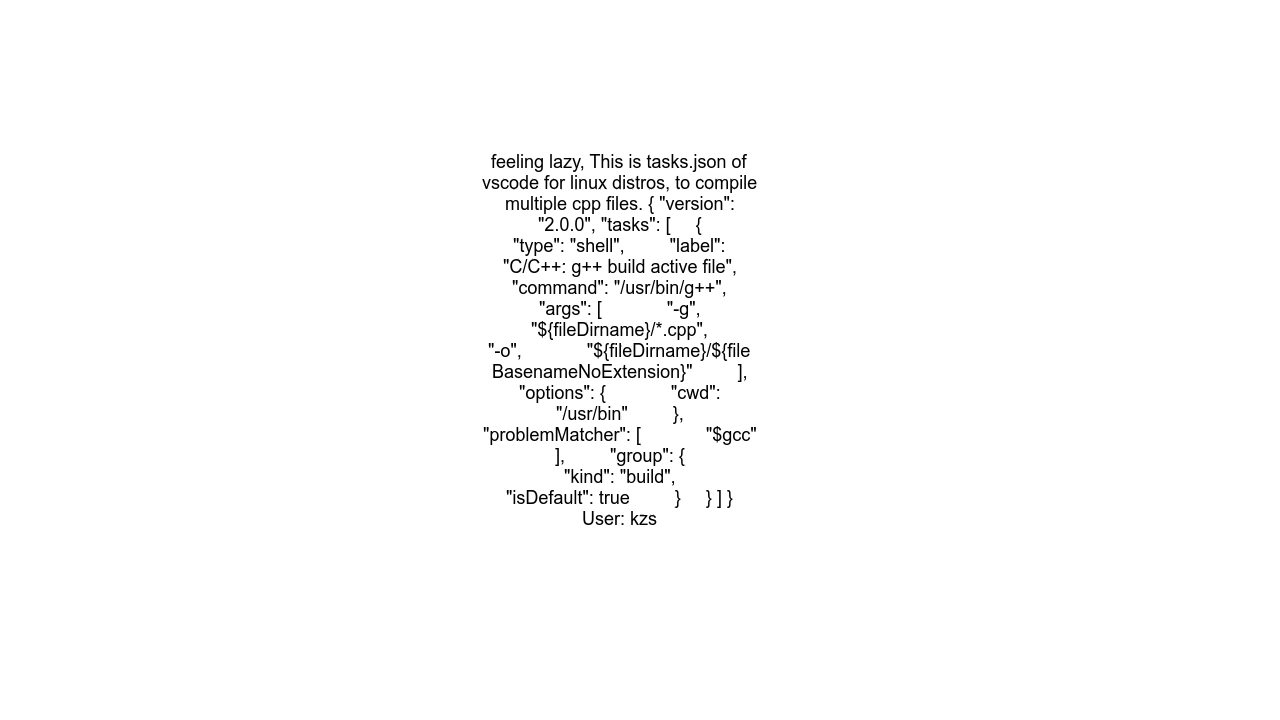 feeling lazy, This is tasks.json of
vscode for linux distros, to compile
multiple cpp files. { "version":
"2.0.0", "tasks": [     {
"type": "shell",         "label":
"C/C++: g++ build active file",
"command": "/usr/bin/g++",
"args": [             "-g",
"${fileDirname}/*.cpp",
"-o",             "${fileDirname}/${file
BasenameNoExtension}"         ],
"options": {             "cwd":
"/usr/bin"         },
"problemMatcher": [             "$gcc"
],         "group": {
"kind": "build",
"isDefault": true         }     } ] }
User: kzs